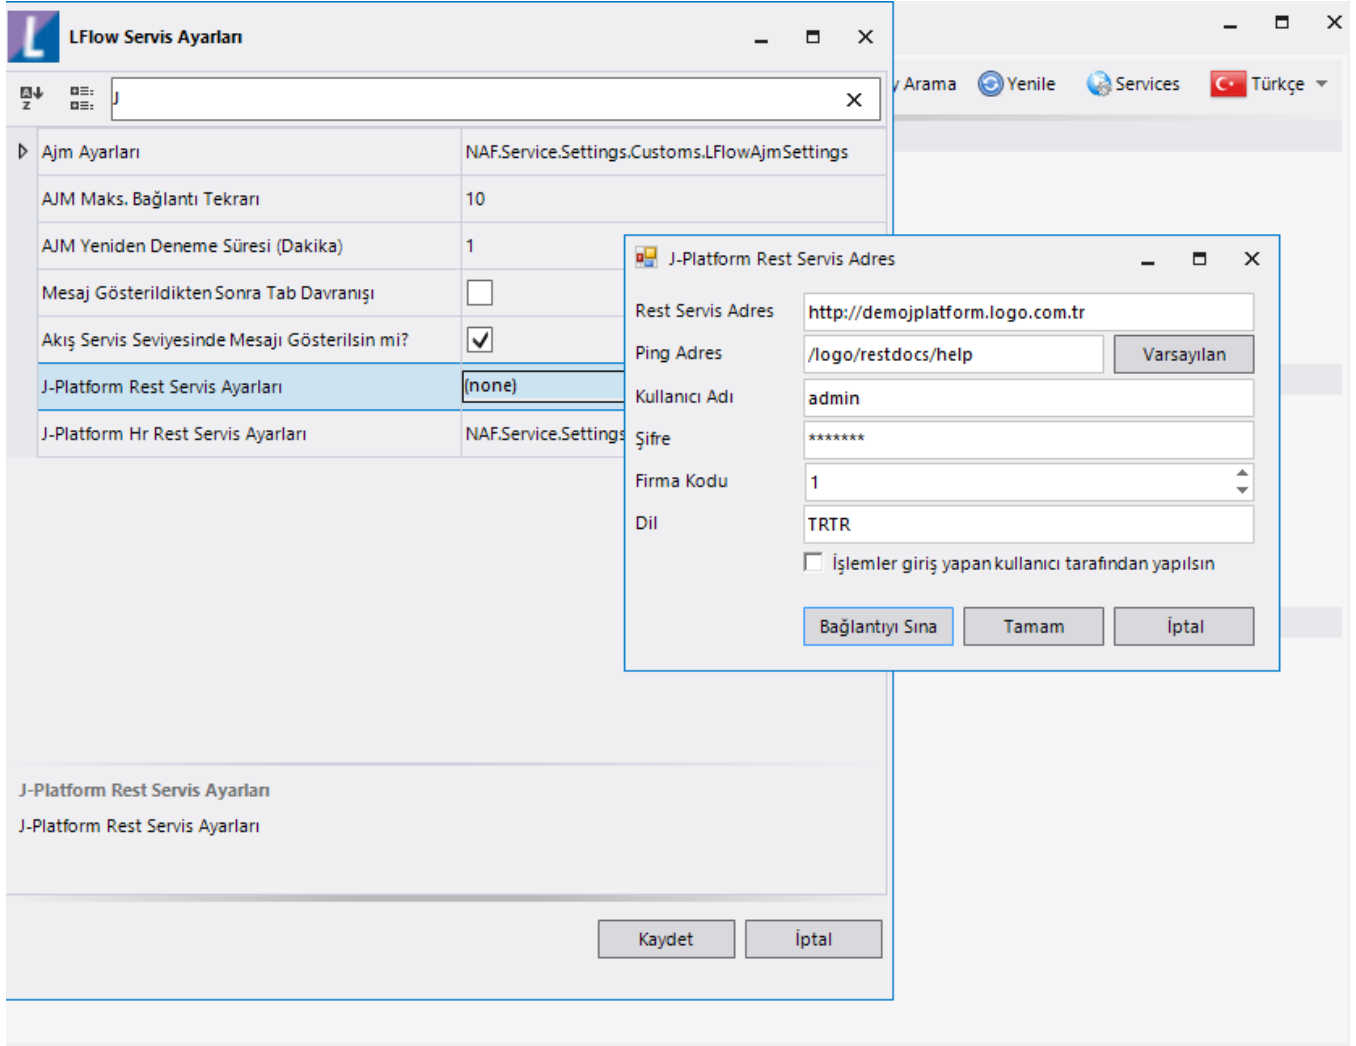 LFlow Servis Ayarları
J
Arama
Yenile
Services
Türkçe
Ajm Ayarları
NAF.Service.Settings.Customs.LFlowAjmSettings
AJM Maks. Bağlantı Tekrarı
10
AJM Yeniden Deneme Süresi (Dakika)
1
Mesaj Gösterildikten Sonra Tab Davranışı
Akış Servis Seviyesinde Mesajı Gösterilsin mi?
J-Platform Rest Servis Ayarları
(none)
J-Platform Hr Rest Servis Ayarları
NAF.Service.Settings
J-Platform Rest Servis Adres
Rest Servis Adres
http://demojplatform.logo.com.tr
Ping Adres
/logo/restdocs/help
Varsayılan
Kullanıcı Adı
admin
Şifre
*******
Firma Kodu
1
Dil
TRTR
İşlemler giriş yapan kullanıcı tarafından yapılsın
Bağlantıyı Sına
Tamam
İptal
J-Platform Rest Servis Ayarları
J-Platform Rest Servis Ayarları
Kaydet
İptal